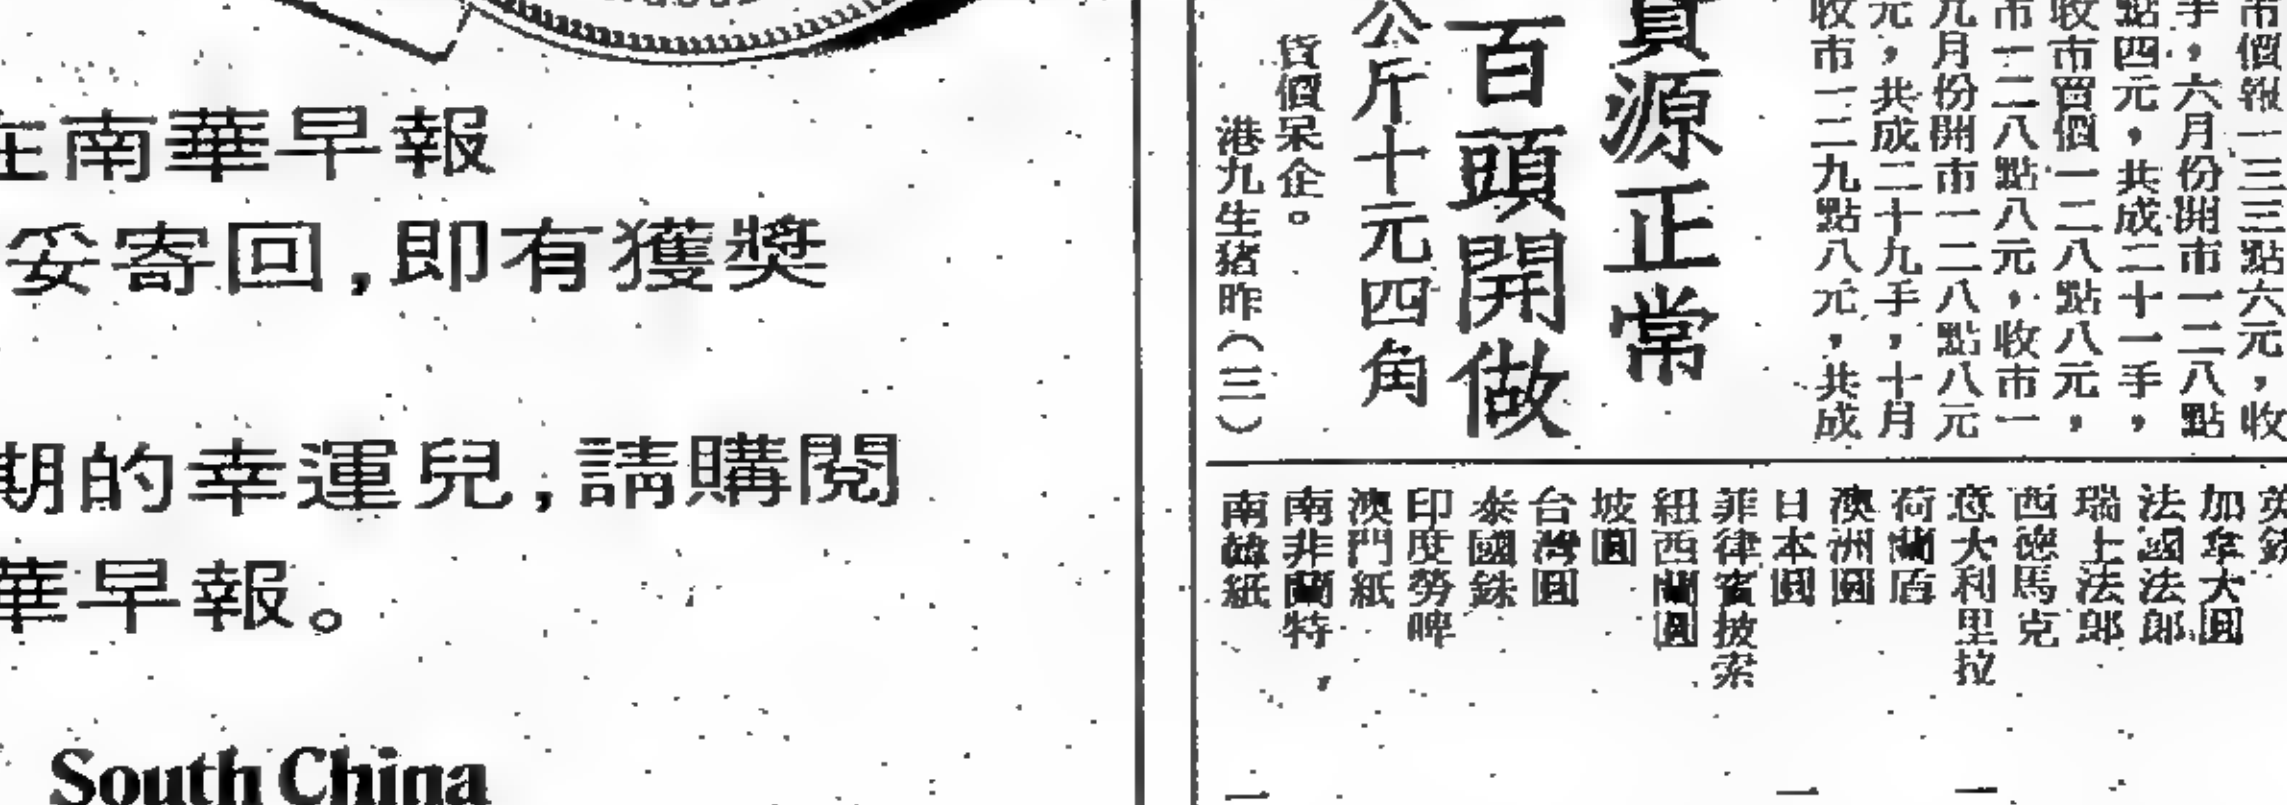 在南華早報
妥寄回,即有獲獎
期的幸運兒,請購閱
華早報。
South China
市價報一三三點六元，收
手，六月份開市一二八點
點四元，共成二十一手，
收市買價一二八點八元，
市一二八點八元，收市一
九月份開市一二八點八元
元，共成二十九手，十月
收市一二九點八元，共成
源正常
百頭開做
公斤十元四角
貨價呆企。
港九生猪昨（三）
英鎊
加拿大圓
法國法郎
瑞士法郎
西德馬克
意大利里拉
荷蘭盾
澳洲圓
日本圓
菲律賓披索
紐西蘭圓
坡圓
台灣圓
泰國銖
印度勞啤
澳門紙
南非蘭特
南韓紙